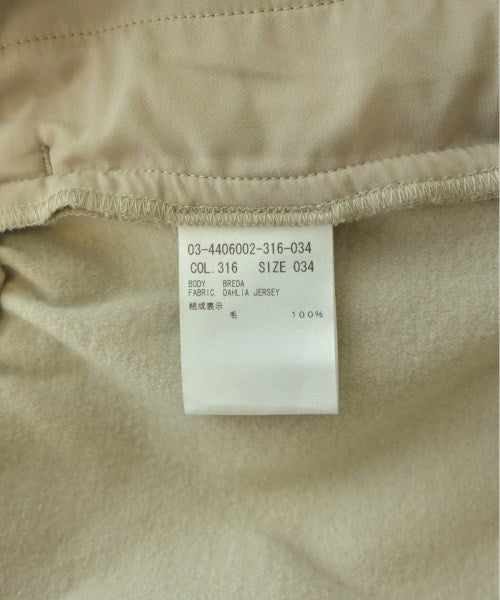 03-4406002-316-034
COL.316 SIZE 034
BODY BREDA
FABRIC DAHLIA JERSEY
組成表示
毛 100%